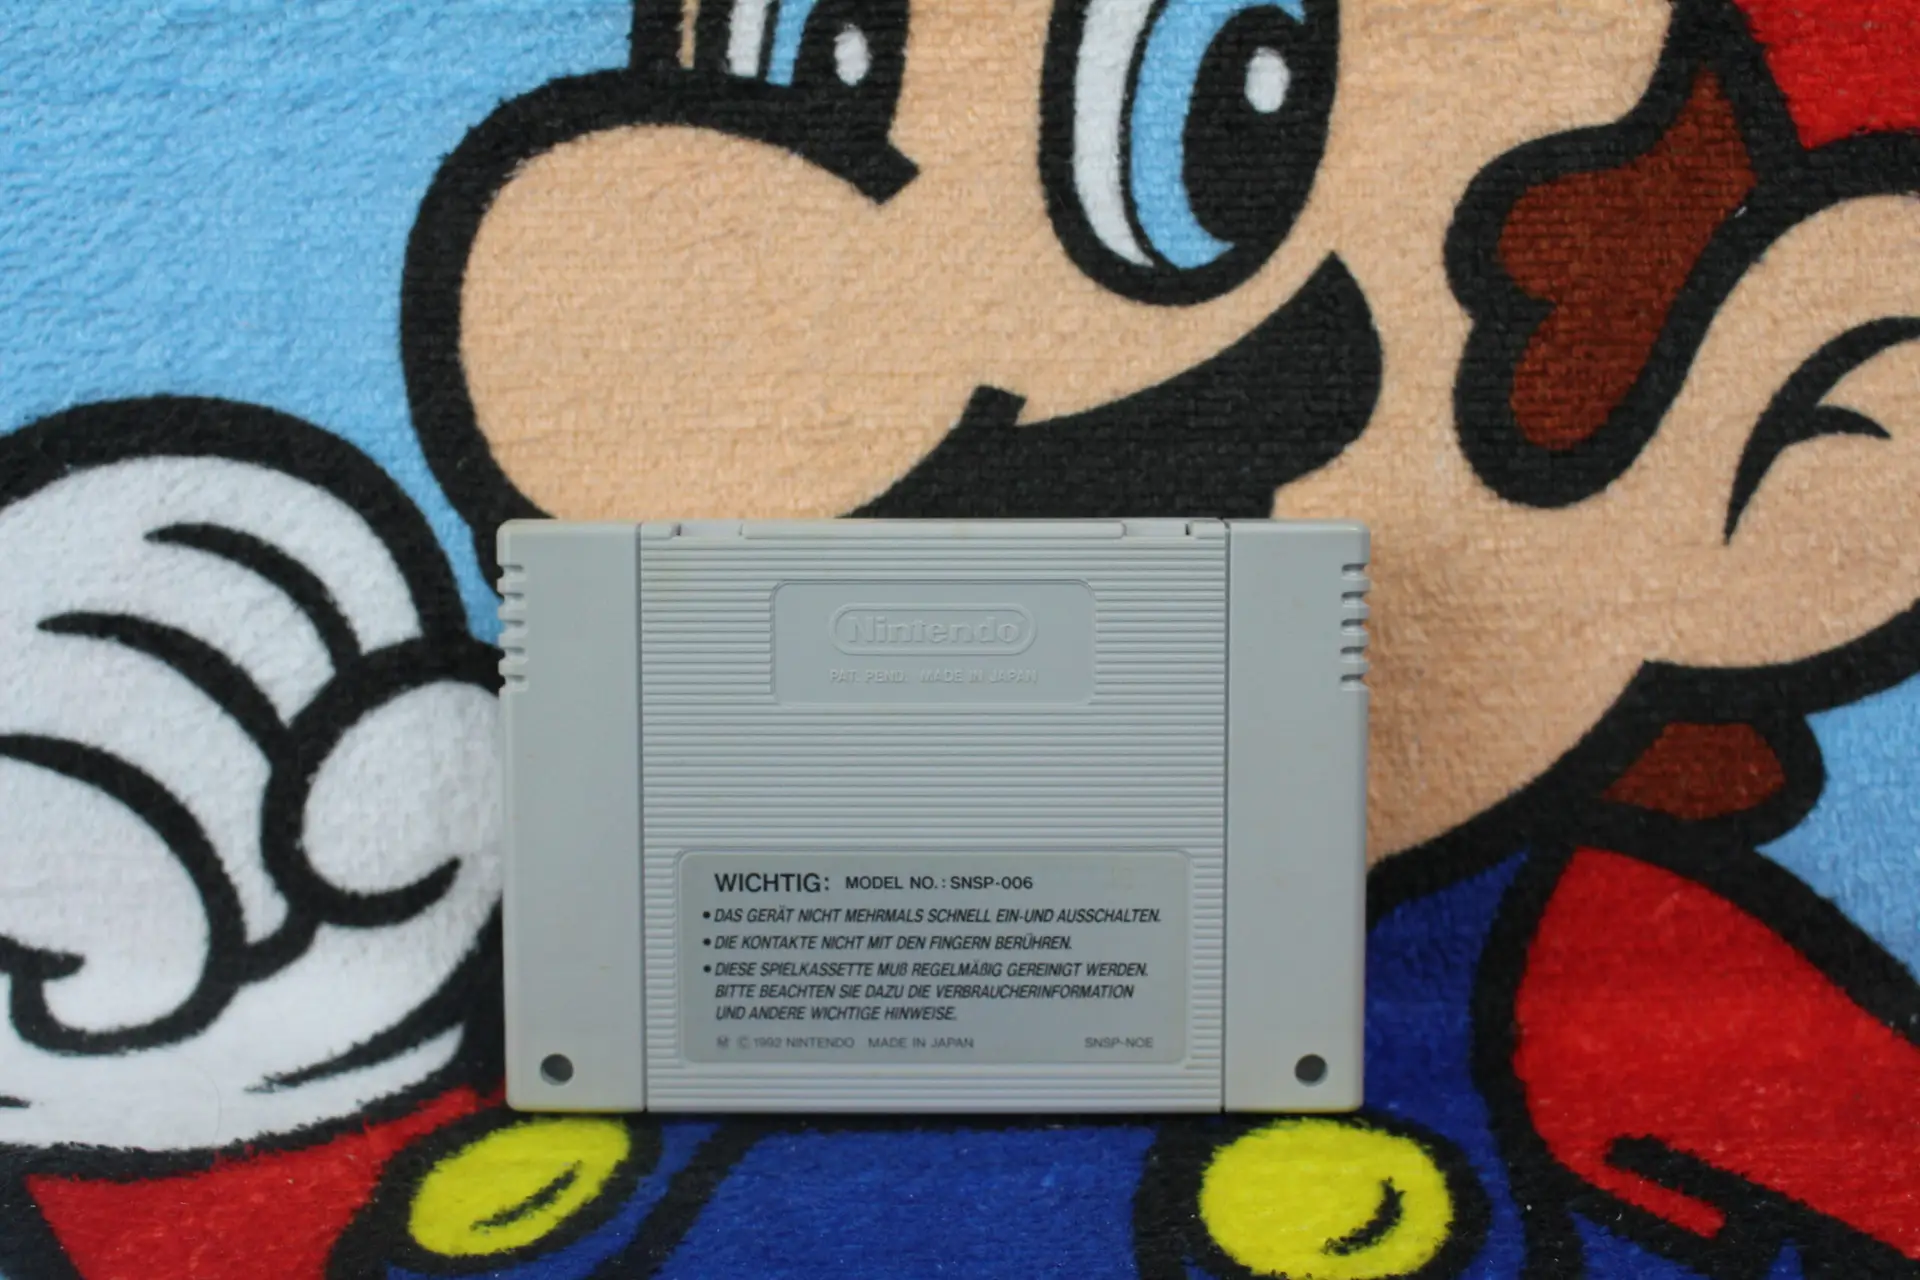 Nintendo
PAT. PEND. MADE IN JAPAN
WICHTIG: MODEL NO.: SNSP-006
• DAS GERÄT NICHT MEHRMALS SCHNELL EIN-UND AUSSCHALTEN.
• DIE KONTAKTE NICHT MIT DEN FINGERN BERÜHREN.
• DIESE SPIELKASSETTE MUß REGELMÄßIG GEREINIGT WERDEN.
BITTE BEACHTEN SIE DAZU DIE VERBRAUCHERINFORMATION
UND ANDERE WICHTIGE HINWEISE.
Ⓜ © 1992 NINTENDO MADE IN JAPAN SNSP-NOE